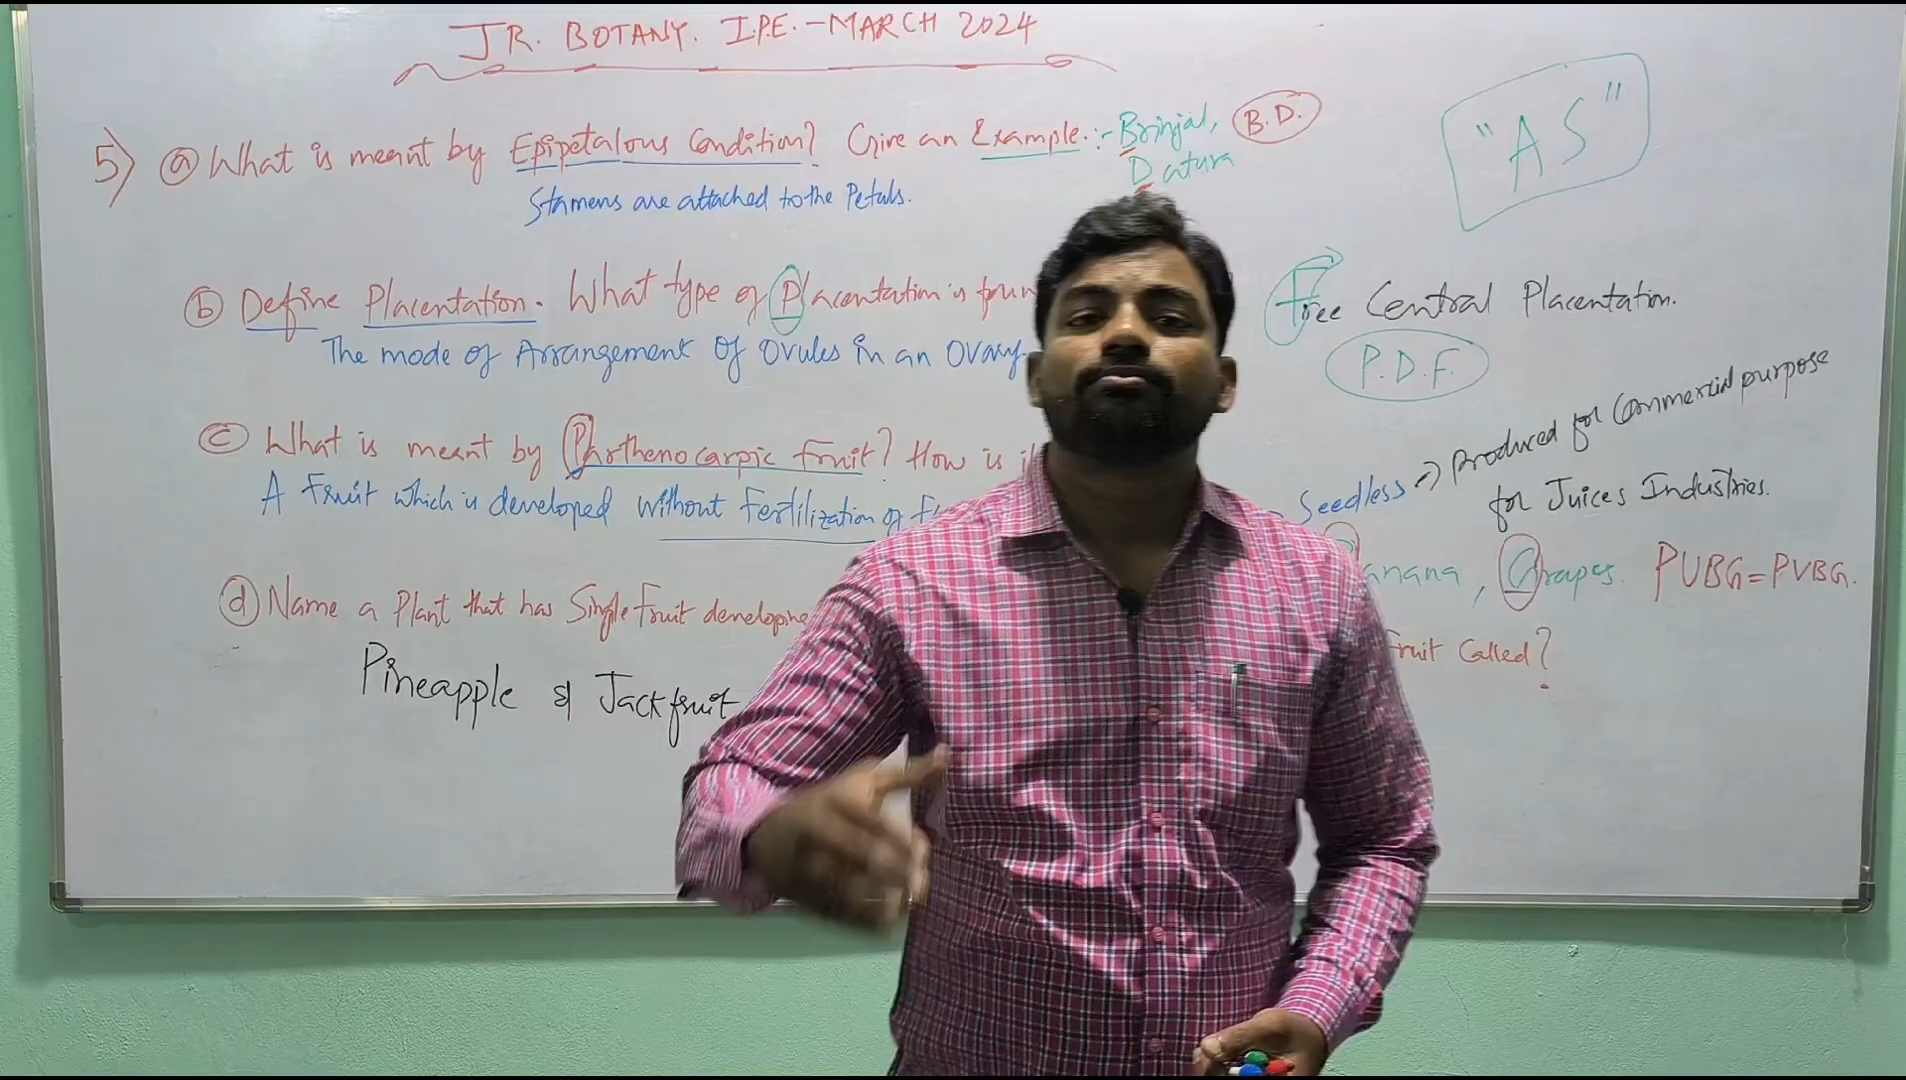 JR. BOTANY. I.P.E. - MARCH 2024
"AS"
5) a What is meant by Epipetalous Condition? Give an Example :- Brinjal, B.D.
Datura
Stamens are attached to the Petals.
b Define Placentation. What type of Placentation is foun
Free Central Placentation.
The mode of Arrangement Of Ovules in an Ovary.
P.D.F.
c What is meant by Parthenocarpic fruit? How is i
Seedless → produced for Commercial purpose
for Juices Industries.
A Fruit which is developed without Fertilization of
anana, Grapes. PUBG = PVBG.
d Name a Plant that has Single Fruit developme
Fruit Called?
Pineapple & Jackfruit